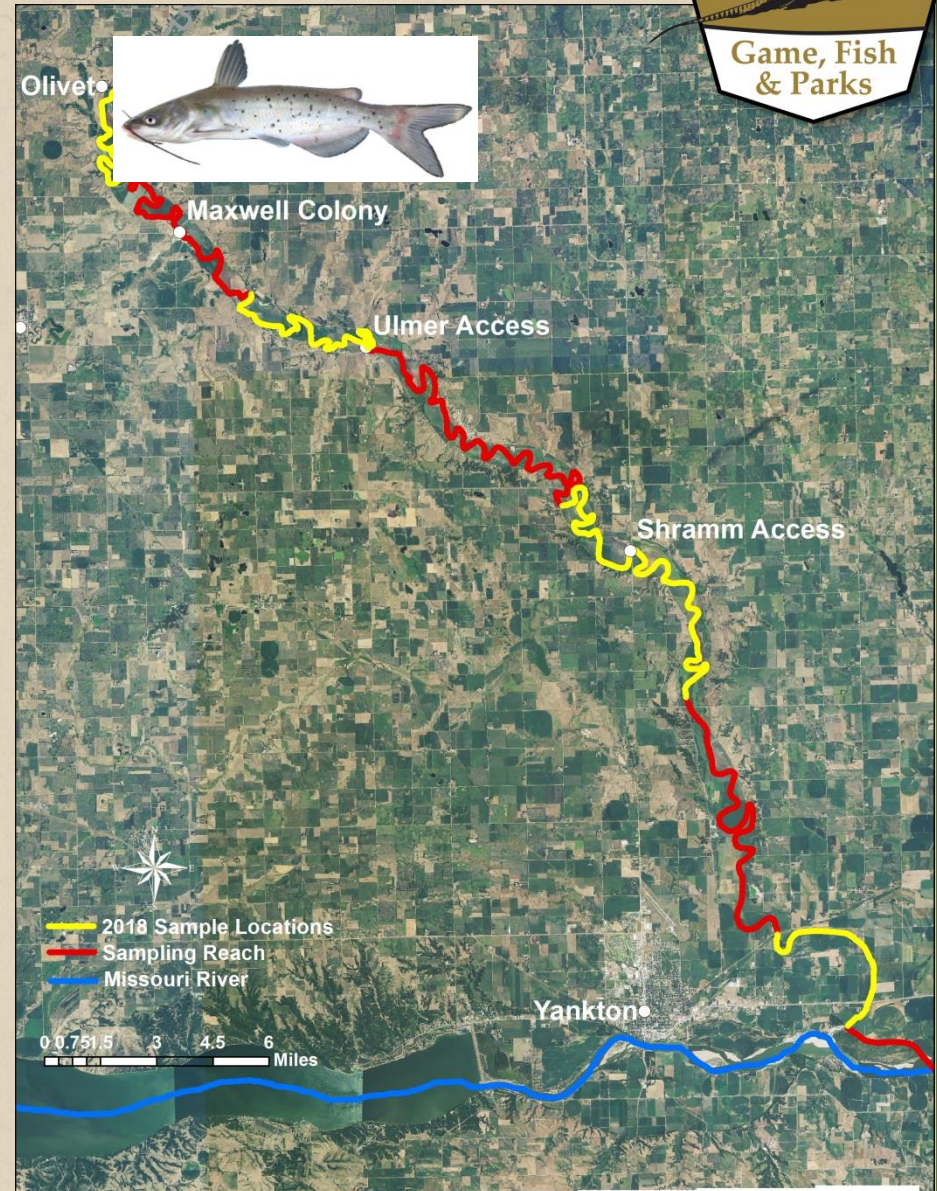 Game, Fish
& Parks
Olivet
Maxwell Colony
Ulmer Access
Shramm Access
N
E
2018 Sample Locations
Sampling Reach
Missouri River
Yankton
0 0.75 1.5 3 4.5 6
Miles